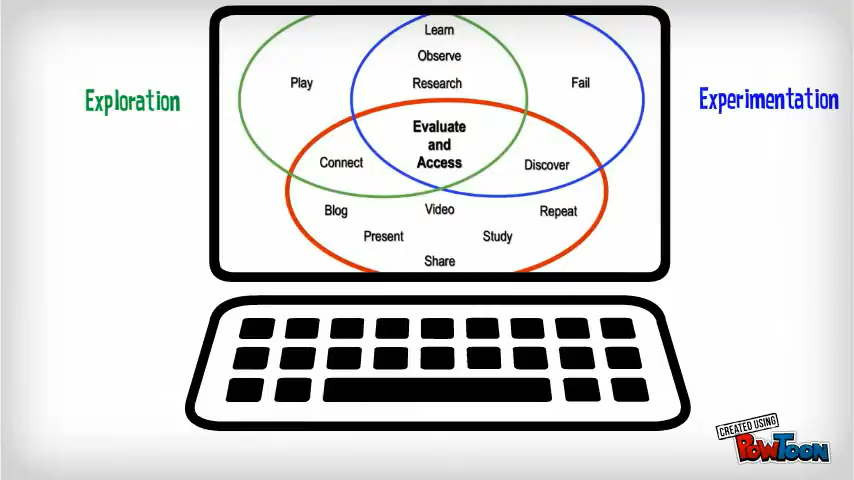 Learn
Observe
Play
Research
Fail
Exploration
Experimentation
Evaluate
and
Access
Connect
Discover
Blog
Video
Repeat
Present
Study
Share
CREATED USING
POWTOON